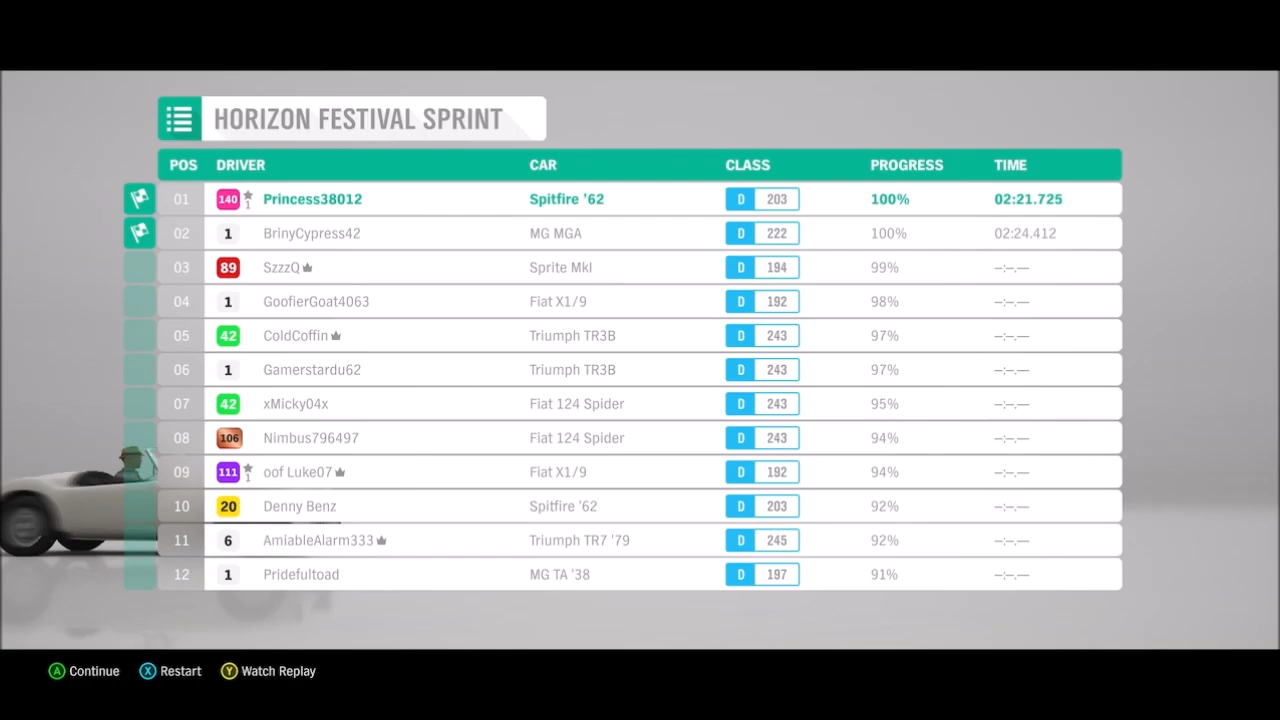 HORIZON FESTIVAL SPRINT
POS DRIVER CAR CLASS PROGRESS TIME
01 140 1 Princess38012 Spitfire '62 D 203 100% 02:21.725
02 1 BrinyCypress42 MG MGA D 222 100% 02:24.412
03 89 SzzzQ Sprite MkI D 194 99% --:--.---
04 1 GoofierGoat4063 Fiat X1/9 D 192 98% --:--.---
05 42 ColdCoffin Triumph TR3B D 243 97% --:--.---
06 1 Gamerstardu62 Triumph TR3B D 243 97% --:--.---
07 42 xMicky04x Fiat 124 Spider D 243 95% --:--.---
08 106 Nimbus796497 Fiat 124 Spider D 243 94% --:--.---
09 111 1 oof Luke07 Fiat X1/9 D 192 94% --:--.---
10 20 Denny Benz Spitfire '62 D 203 92% --:--.---
11 6 AmiableAlarm333 Triumph TR7 '79 D 245 92% --:--.---
12 1 Pridefultoad MG TA '38 D 197 91% --:--.---
A Continue X Restart Y Watch Replay